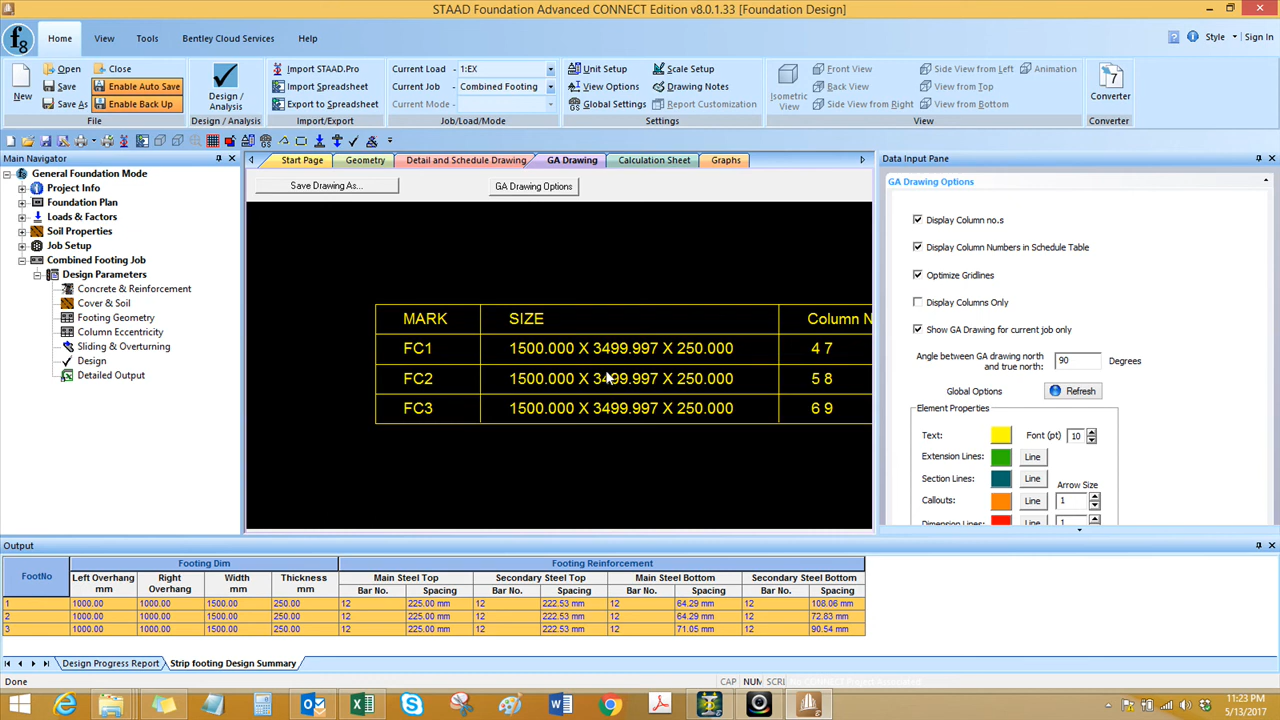 STAAD Foundation Advanced CONNECT Edition v8.0.1.33 [Foundation Design]
f8 Home View Tools Bentley Cloud Services Help ? i Style Sign In
New
Open
Save
Save As
Close
Enable Auto Save
Enable Back Up
File
Design / Analysis
Design / Analysis
Import STAAD.Pro
Import Spreadsheet
Export to Spreadsheet
Import/Export
Current Load 1:EX
Current Job Combined Footing
Current Mode
Job/Load/Mode
Unit Setup
View Options
Global Settings
Scale Setup
Drawing Notes
Report Customization
Settings
Isometric View
Front View
Back View
Side View from Right
Side View from Left
View from Top
View from Bottom
Animation
View
7
Converter
Converter
Main Navigator
General Foundation Mode
Project Info
Foundation Plan
Loads & Factors
Soil Properties
Job Setup
Combined Footing Job
Design Parameters
Concrete & Reinforcement
Cover & Soil
Footing Geometry
Column Eccentricity
Sliding & Overturning
Design
Detailed Output
Start Page Geometry Detail and Schedule Drawing GA Drawing Calculation Sheet Graphs
Save Drawing As... GA Drawing Options
MARK SIZE Column N
FC1 1500.000 X 3499.997 X 250.000 4 7
FC2 1500.000 X 3499.997 X 250.000 5 8
FC3 1500.000 X 3499.997 X 250.000 6 9
Data Input Pane
GA Drawing Options
Display Column no.s
Display Column Numbers in Schedule Table
Optimize Gridlines
Display Columns Only
Show GA Drawing for current job only
Angle between GA drawing north and true north: 90 Degrees
Global Options Refresh
Element Properties
Text: Font (pt) 10
Extension Lines: Line
Section Lines: Line Arrow Size
Callouts: Line 1
Dimension Lines: Line 1
Output
FootNo Footing Dim Footing Reinforcement
Left Overhang mm Right Overhang mm Width mm Thickness mm Main Steel Top Secondary Steel Top Main Steel Bottom Secondary Steel Bottom
Bar No. Spacing Bar No. Spacing Bar No. Spacing Bar No. Spacing
1 1000.00 1000.00 1500.00 250.00 12 225.00 mm 12 222.53 mm 12 64.29 mm 12 108.06 mm
2 1000.00 1000.00 1500.00 250.00 12 225.00 mm 12 222.53 mm 12 64.29 mm 12 72.83 mm
3 1000.00 1000.00 1500.00 250.00 12 225.00 mm 12 222.53 mm 12 71.05 mm 12 90.54 mm
Design Progress Report Strip footing Design Summary
Done CAP NUM SCRL No CONNECT Project Associated
11:23 PM
5/13/2017